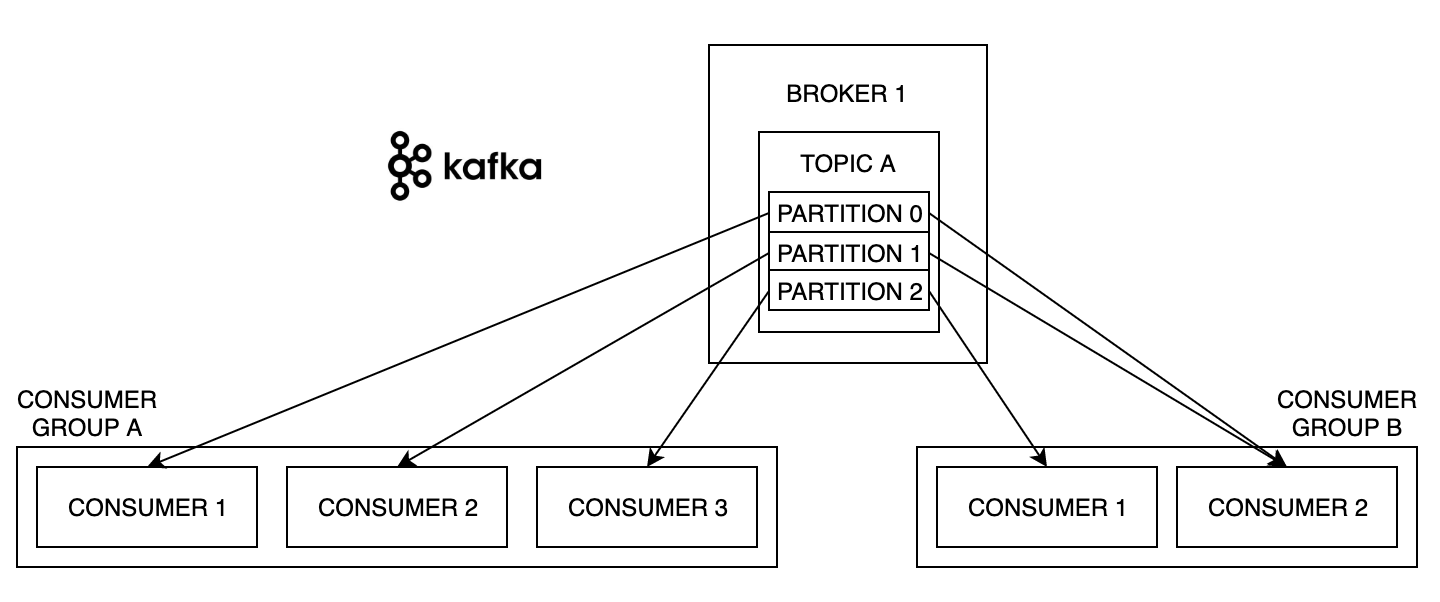 BROKER 1
kafka
TOPIC A
PARTITION 0
PARTITION 1
PARTITION 2
CONSUMER
GROUP A
CONSUMER 1
CONSUMER 2
CONSUMER 3
CONSUMER
GROUP B
CONSUMER 1
CONSUMER 2